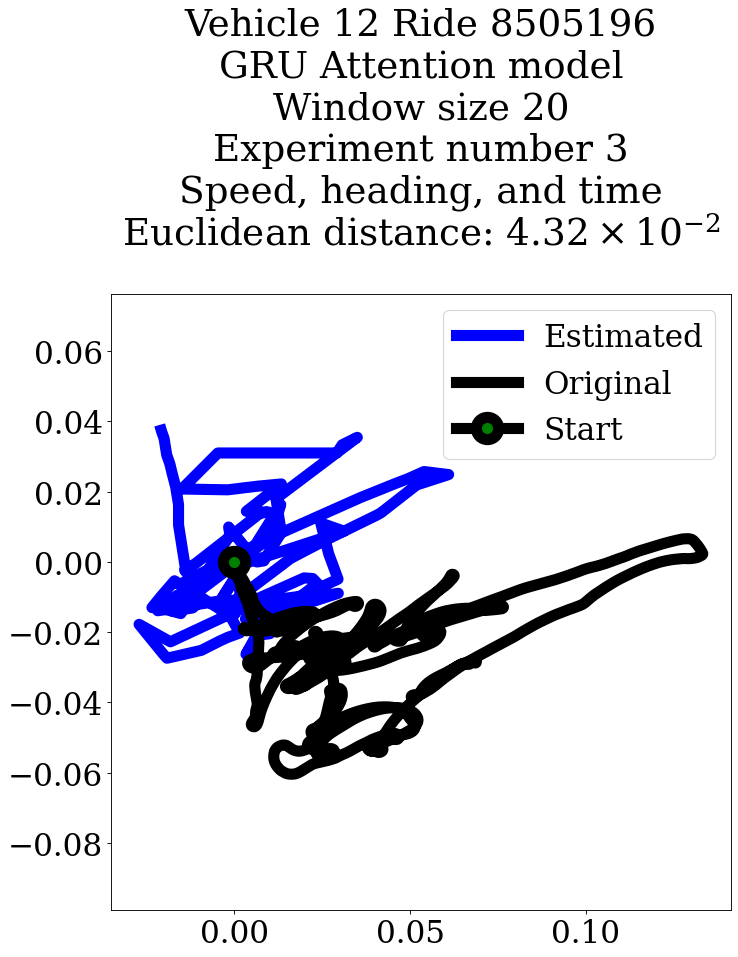 Vehicle 12 Ride 8505196
GRU Attention model
Window size 20
Experiment number 3
Speed, heading, and time
Euclidean distance: 4.32 × 10⁻²
Estimated
Original
Start
0.06
0.04
0.02
0.00
−0.02
−0.04
−0.06
−0.08
0.00 0.05 0.10